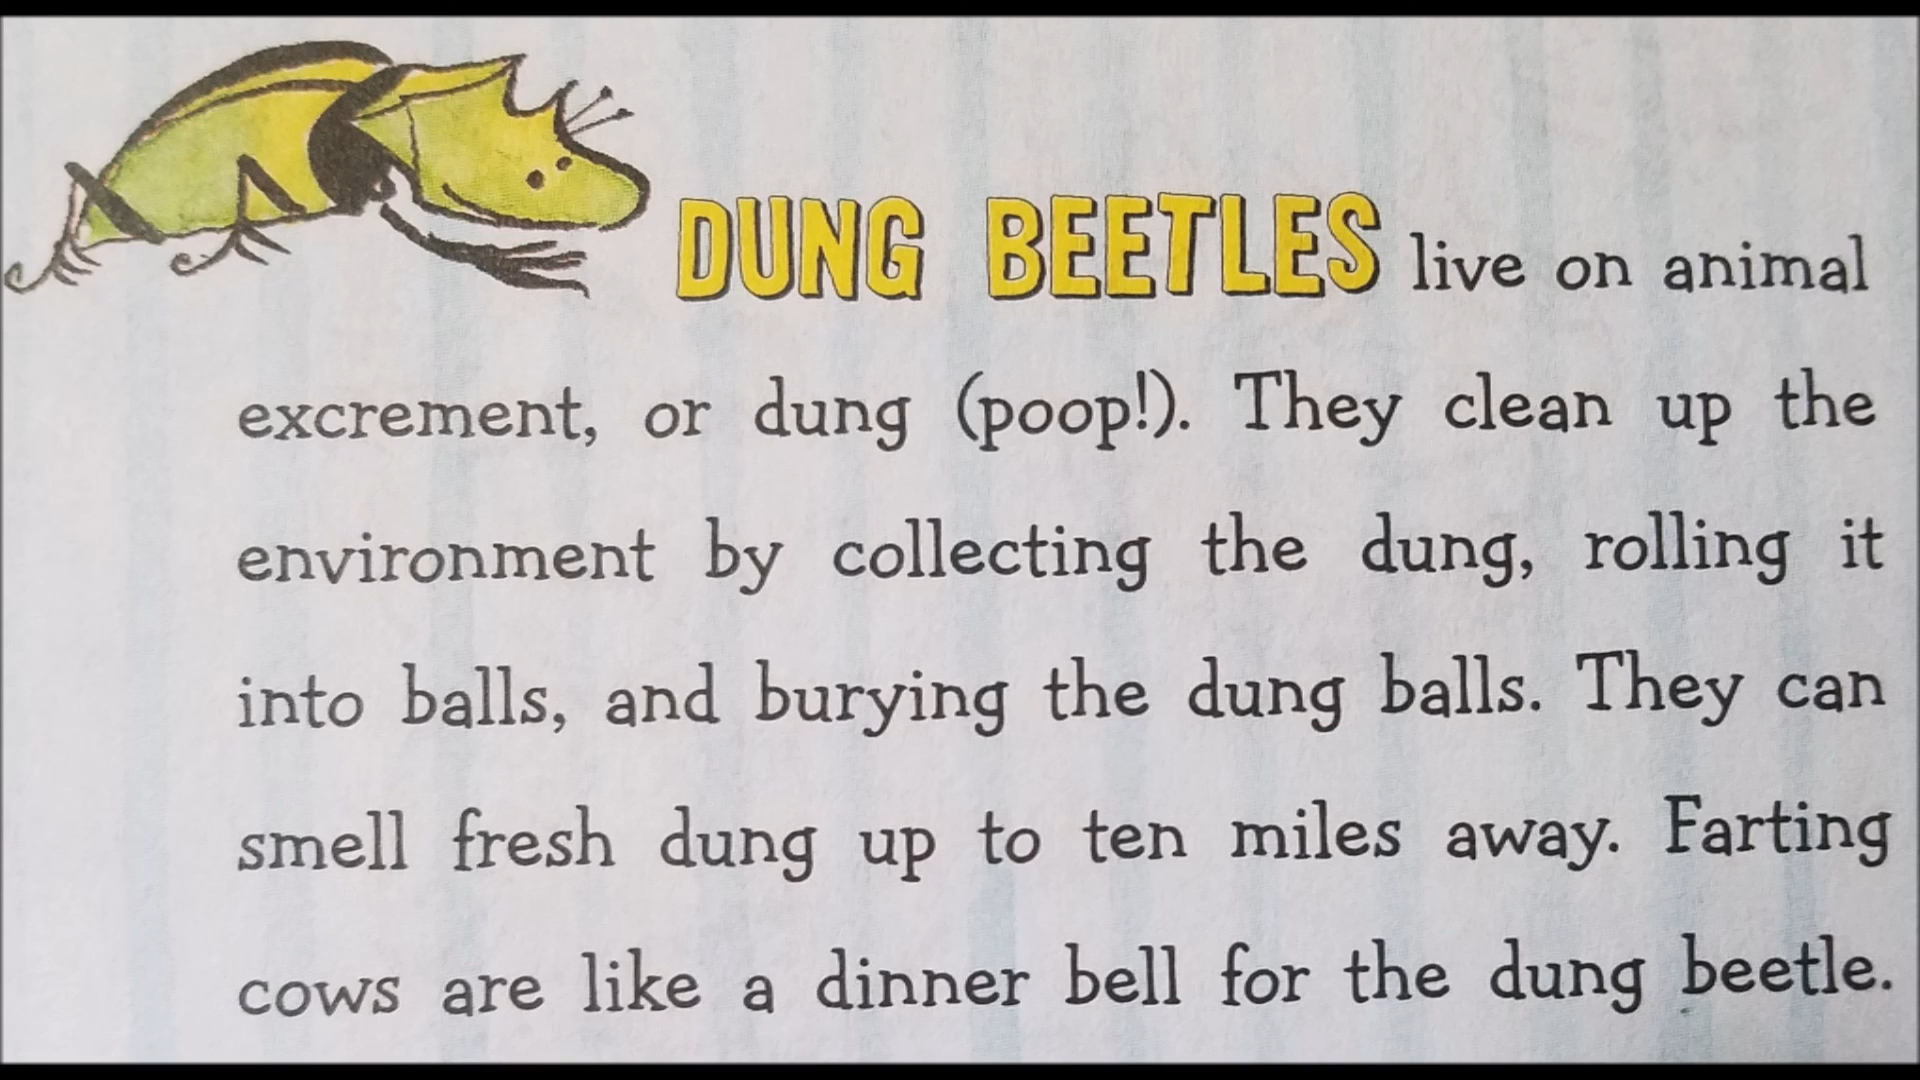 DUNG BEETLES live on animal
excrement, or dung (poop!). They clean up the
environment by collecting the dung, rolling it
into balls, and burying the dung balls. They can
smell fresh dung up to ten miles away. Farting
cows are like a dinner bell for the dung beetle.